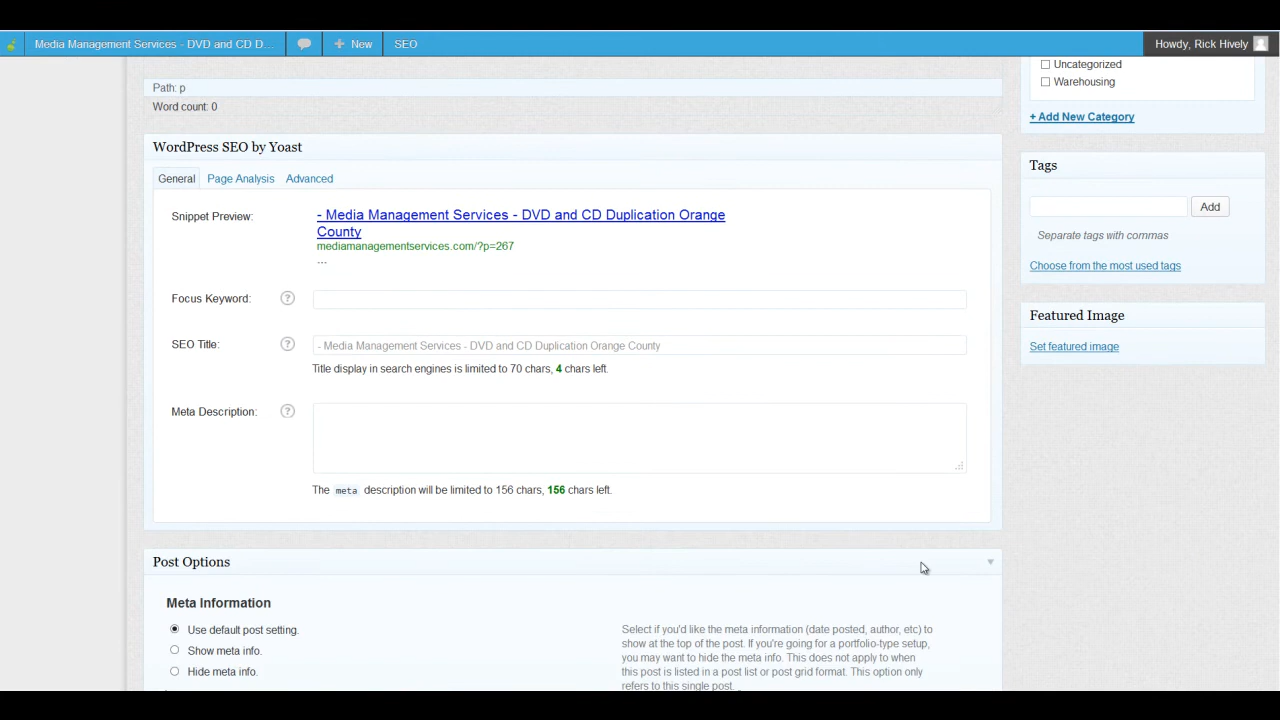 Media Management Services - DVD and CD D... New SEO Howdy, Rick Hively
Path: p
Word count: 0
WordPress SEO by Yoast
General Page Analysis Advanced
Snippet Preview:
- Media Management Services - DVD and CD Duplication Orange
County
mediamanagementservices.com/?p=267
...
Focus Keyword: ?
SEO Title: ? - Media Management Services - DVD and CD Duplication Orange County
Title display in search engines is limited to 70 chars, 4 chars left.
Meta Description: ?
The meta description will be limited to 156 chars, 156 chars left.
Post Options
Meta Information
Use default post setting.
Show meta info.
Hide meta info.
Select if you'd like the meta information (date posted, author, etc) to
show at the top of the post. If you're going for a portfolio-type setup,
you may want to hide the meta info. This does not apply to when
this post is listed in a post list or post grid format. This option only
refers to this single post.
Uncategorized
Warehousing
+ Add New Category
Tags
Add
Separate tags with commas
Choose from the most used tags
Featured Image
Set featured image